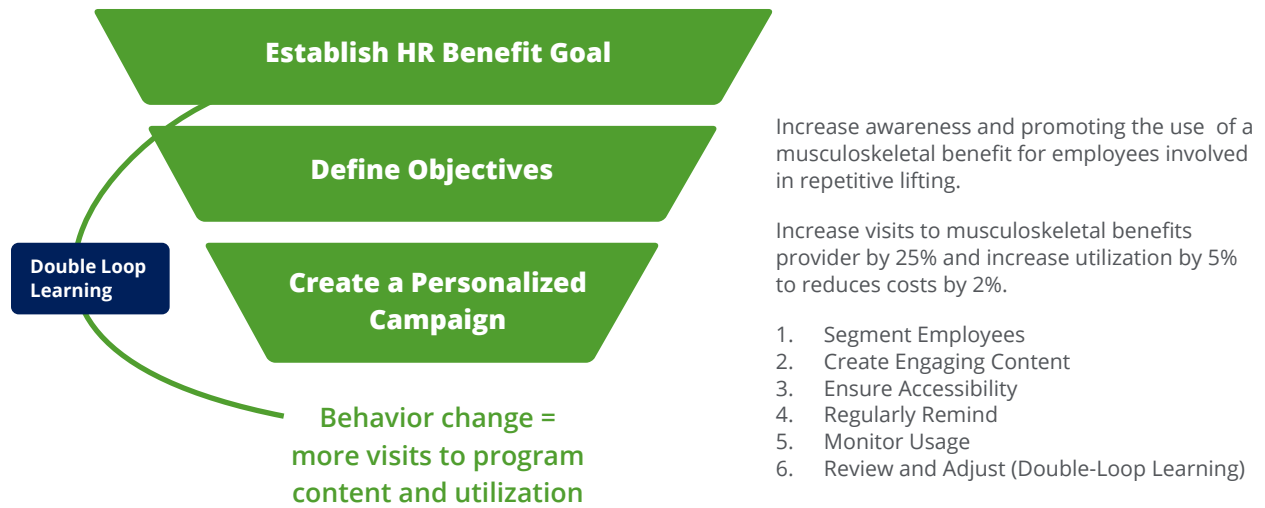 Establish HR Benefit Goal
Define Objectives
Double Loop
Learning
Create a Personalized
Campaign
Behavior change =
more visits to program
content and utilization
Increase awareness and promoting the use of a
musculoskeletal benefit for employees involved
in repetitive lifting.
Increase visits to musculoskeletal benefits
provider by 25% and increase utilization by 5%
to reduces costs by 2%.
1. Segment Employees
2. Create Engaging Content
3. Ensure Accessibility
4. Regularly Remind
5. Monitor Usage
6. Review and Adjust (Double-Loop Learning)